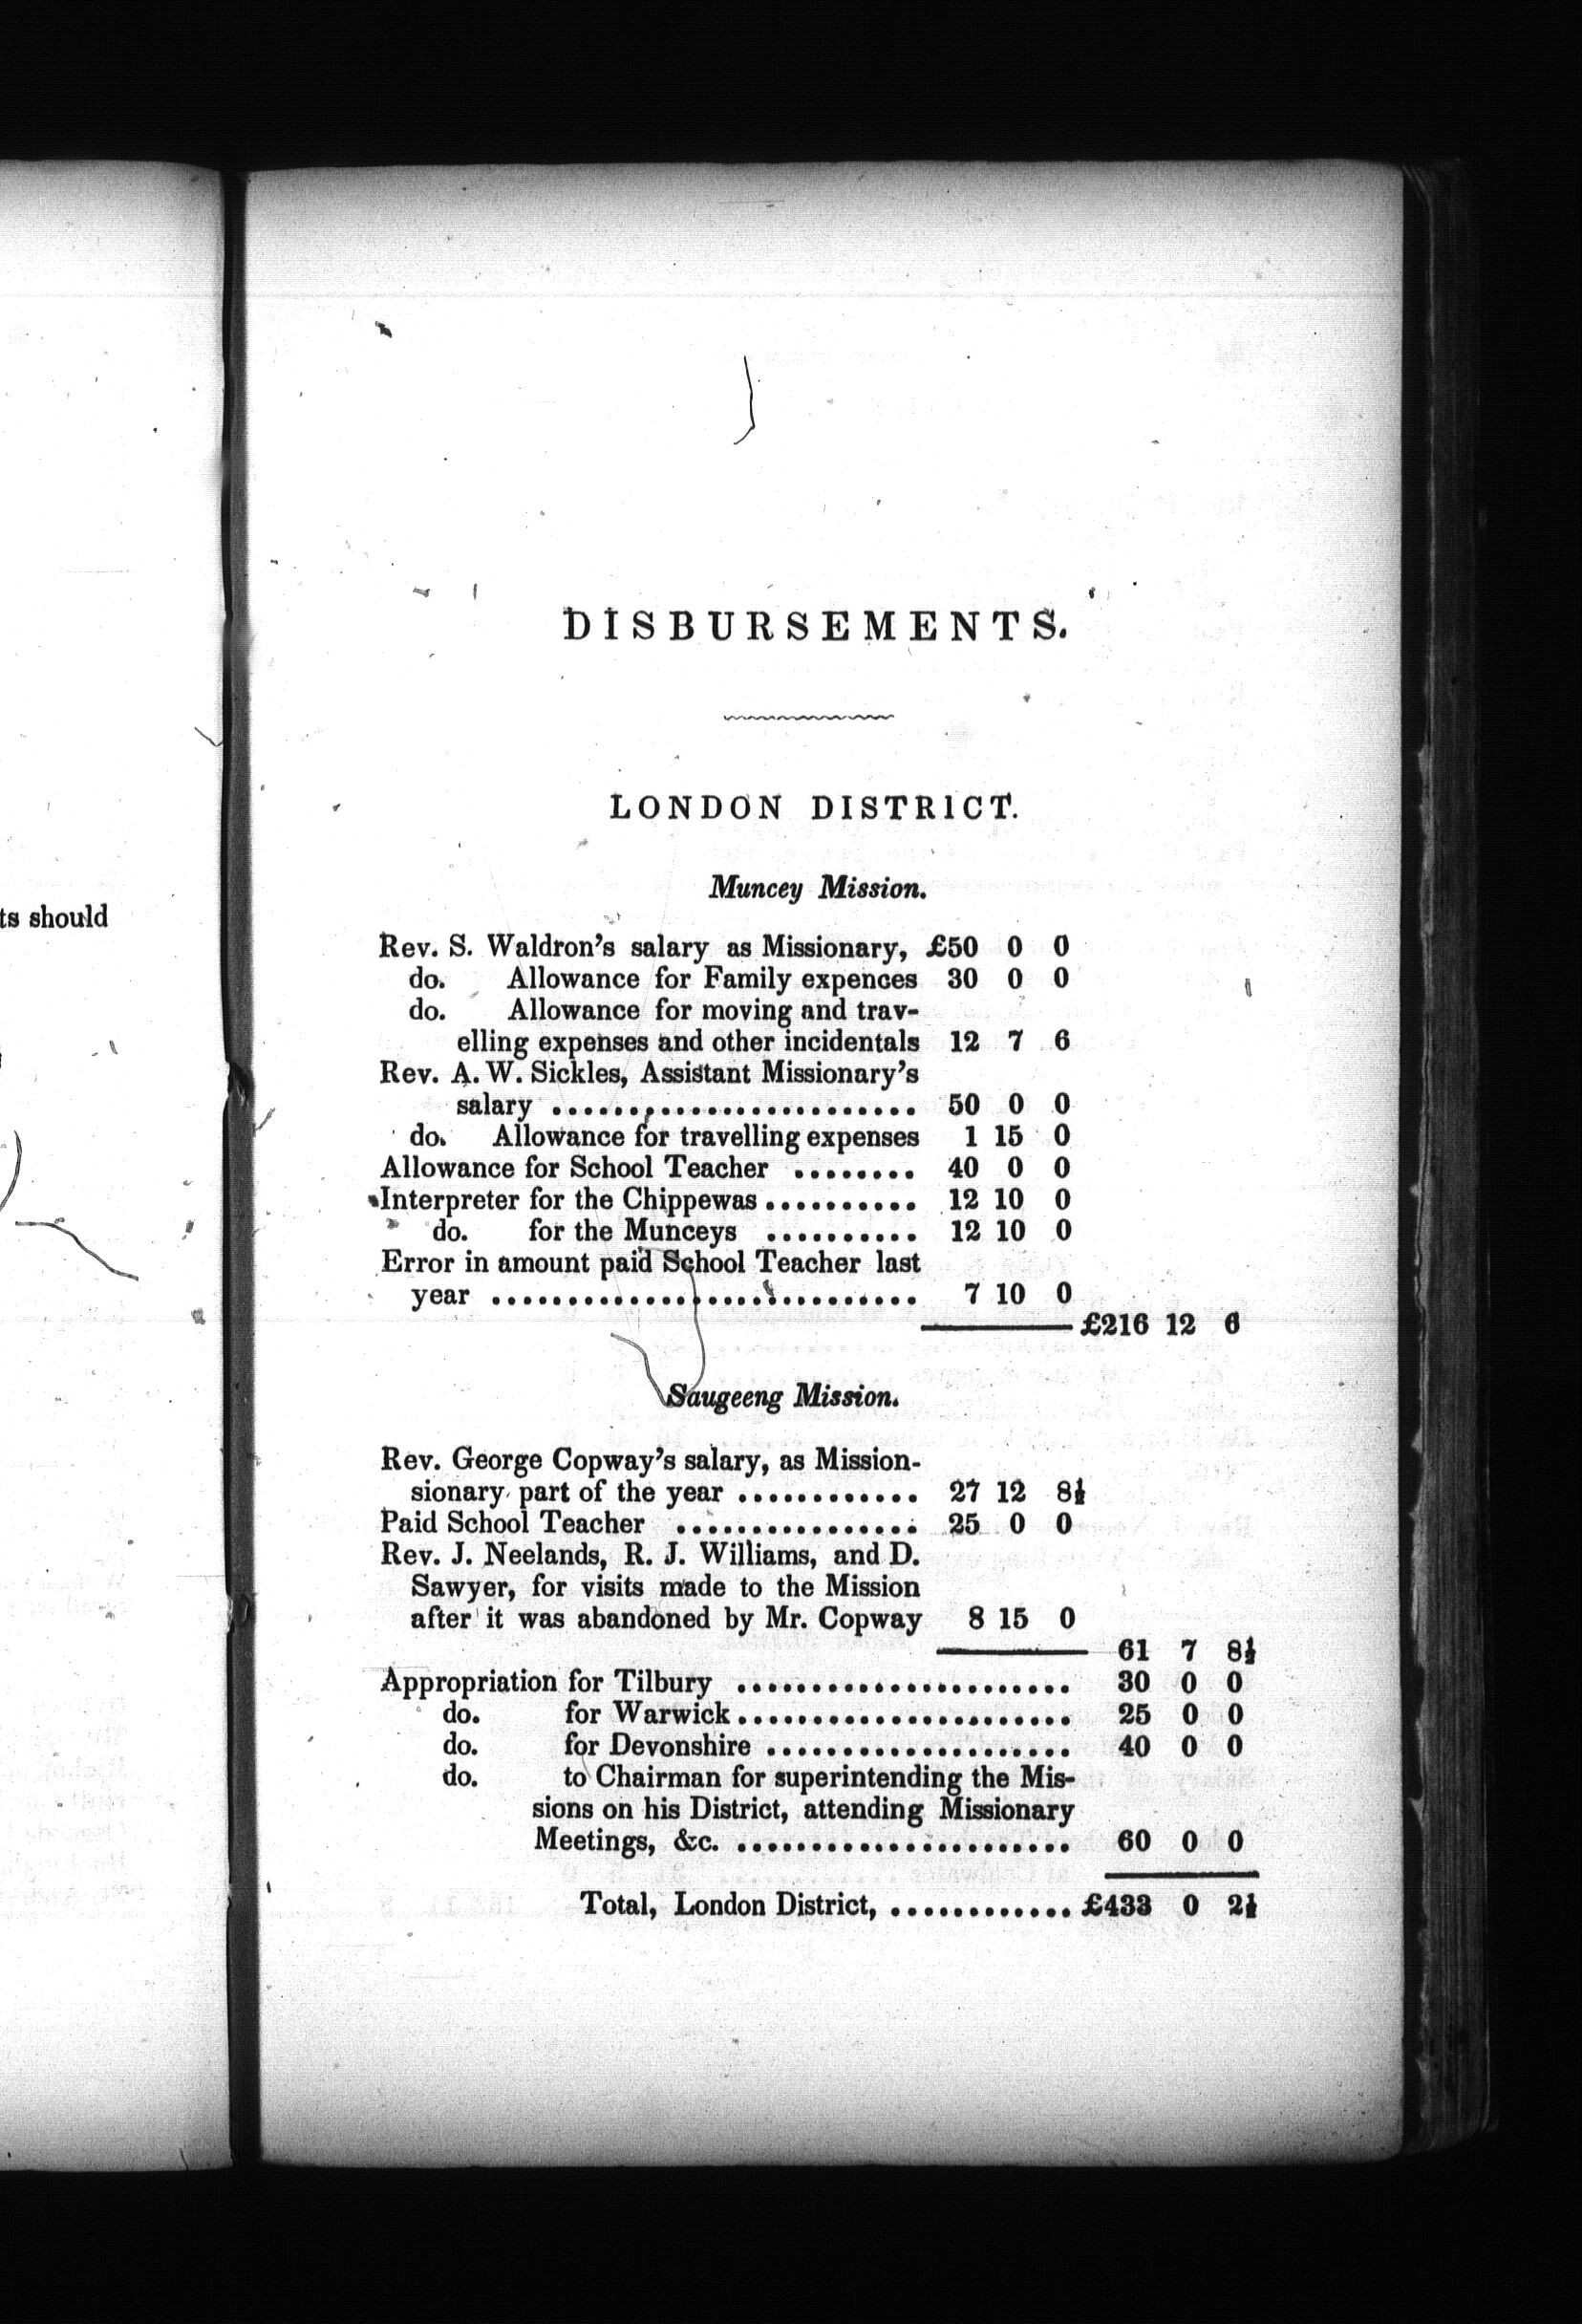 ts should
DISBURSEMENTS.
LONDON DISTRICT.
Muncey Mission.
Rev. S. Waldron's salary as Missionary, £50 0 0
do. Allowance for Family expences 30 0 0
do. Allowance for moving and trav-
elling expenses and other incidentals 12 7 6
Rev. A. W. Sickles, Assistant Missionary's
salary ........................ 50 0 0
do. Allowance for travelling expenses 1 15 0
Allowance for School Teacher ........ 40 0 0
Interpreter for the Chippewas .......... 12 10 0
do. for the Munceys .......... 12 10 0
Error in amount paid School Teacher last
year ............................ 7 10 0
£216 12 6
Saugeeng Mission.
Rev. George Copway's salary, as Mission-
sionary part of the year ............ 27 12 8½
Paid School Teacher ................ 25 0 0
Rev. J. Neelands, R. J. Williams, and D.
Sawyer, for visits made to the Mission
after it was abandoned by Mr. Copway 8 15 0
61 7 8½
Appropriation for Tilbury ...................... 30 0 0
do. for Warwick ...................... 25 0 0
do. for Devonshire .................... 40 0 0
do. to Chairman for superintending the Mis-
sions on his District, attending Missionary
Meetings, &c. ...................... 60 0 0
Total, London District, ............ £433 0 2½